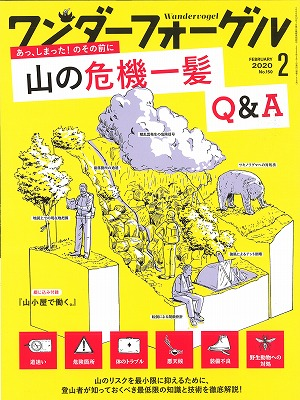 ワンダーフォーゲル
Wandervogel
あっ、しまった!のその前に
FEBRUARY
2020
No.150
2
山の危機一髪
Q&A
綴じ込み付録
『山小屋で働く。』
道迷い
危険箇所
体のトラブル
悪天候
装備不良
野生動物への
対処
山のリスクを最小限に抑えるために、
登山者が知っておくべき最低限の知識と技術を徹底解説!